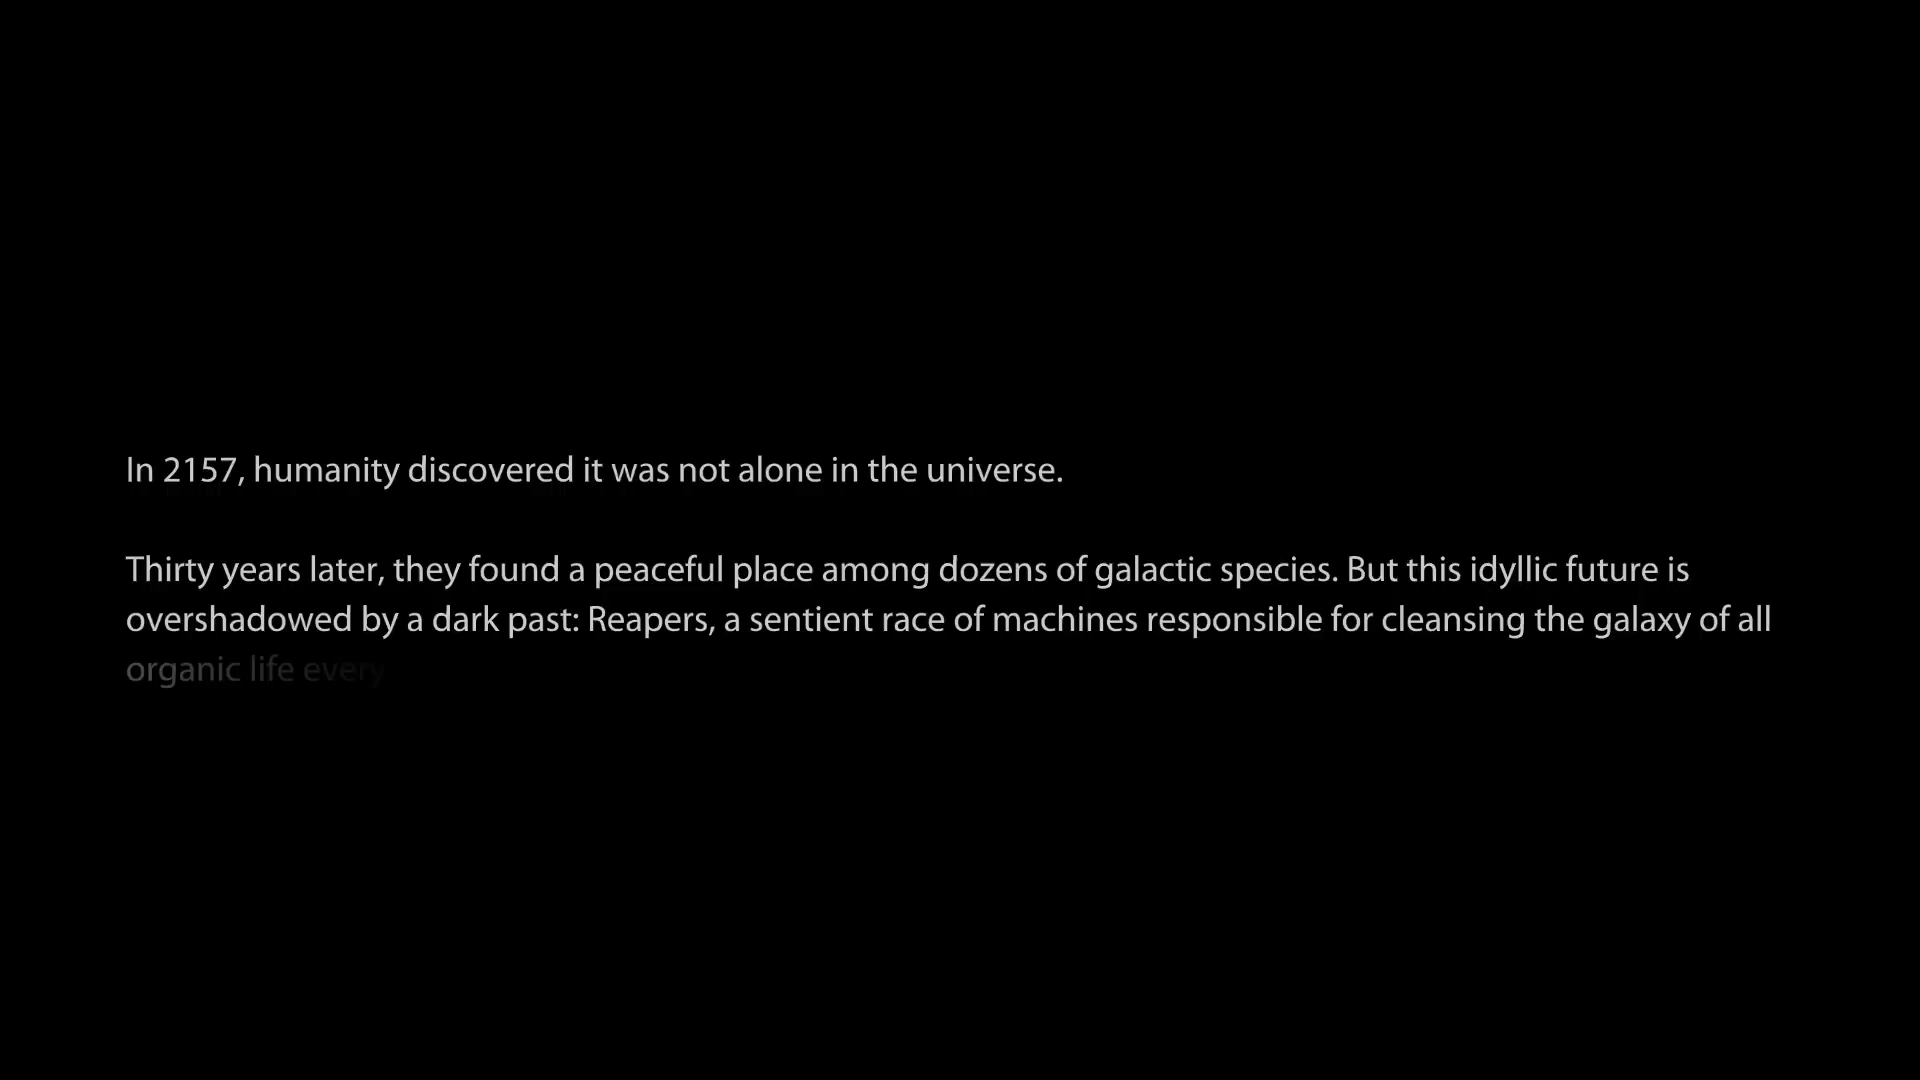 In 2157, humanity discovered it was not alone in the universe.
Thirty years later, they found a peaceful place among dozens of galactic species. But this idyllic future is
overshadowed by a dark past: Reapers, a sentient race of machines responsible for cleansing the galaxy of all
organic life every